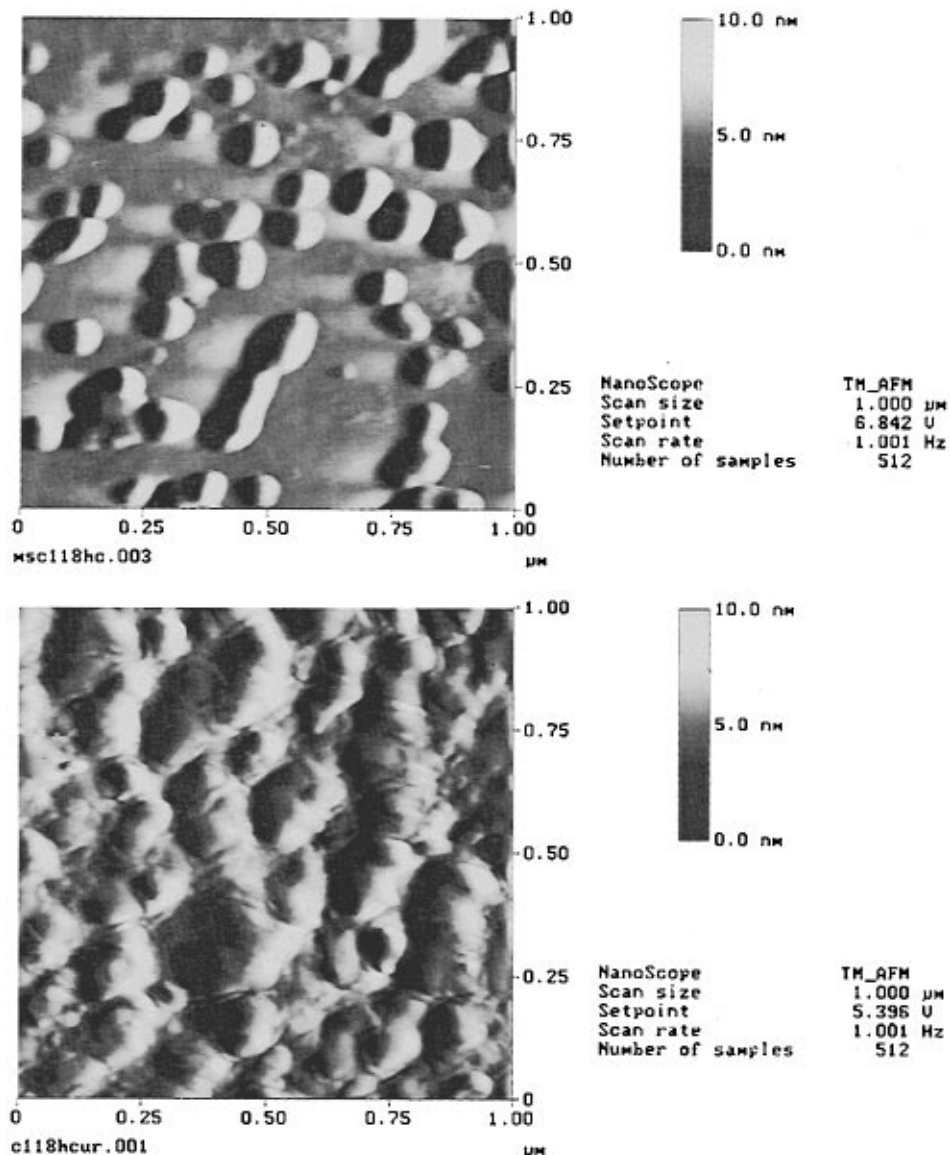 1.00
0.75
0.50
0.25
0
0 0.25 0.50 0.75 1.00
μM
msc118hc.003
10.0 nM
5.0 nM
0.0 nM
NanoScope TM_AFM
Scan size 1.000 μM
Setpoint 6.842 V
Scan rate 1.001 Hz
Number of samples 512
1.00
0.75
0.50
0.25
0
0 0.25 0.50 0.75 1.00
μM
c118hcur.001
10.0 nM
5.0 nM
0.0 nM
NanoScope TM_AFM
Scan size 1.000 μM
Setpoint 5.396 V
Scan rate 1.001 Hz
Number of samples 512